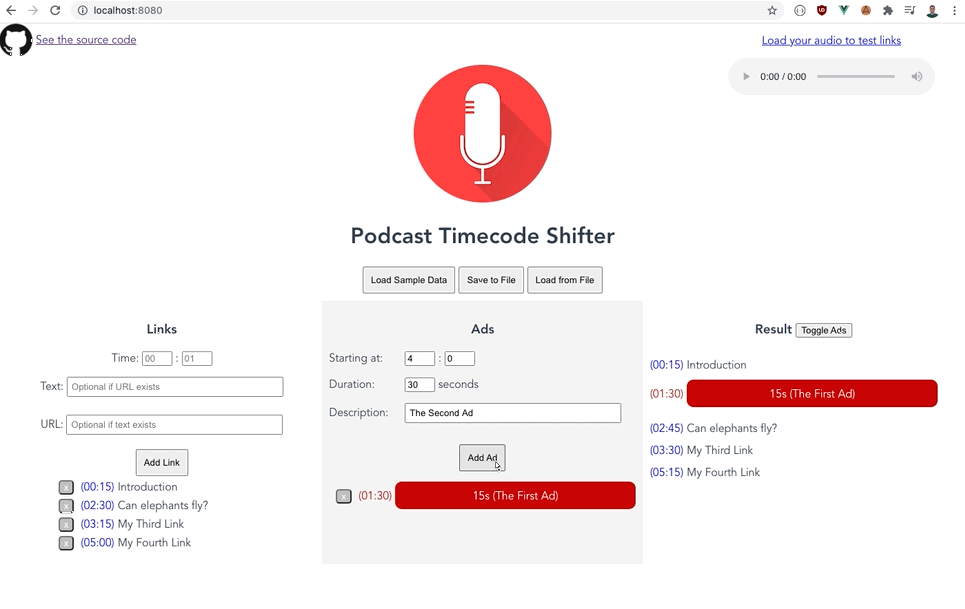 localhost:8080
See the source code
Load your audio to test links
0:00 / 0:00
Podcast Timecode Shifter
Load Sample Data
Save to File
Load from File
Links
Time: 00 : 01
Text: Optional if URL exists
URL: Optional if text exists
Add Link
x (00:15) Introduction
x (02:30) Can elephants fly?
x (03:15) My Third Link
x (05:00) My Fourth Link
Ads
Starting at: 4 : 0
Duration: 30 seconds
Description: The Second Ad
Add Ad
x (01:30) 15s (The First Ad)
Result Toggle Ads
(00:15) Introduction
(01:30) 15s (The First Ad)
(02:45) Can elephants fly?
(03:30) My Third Link
(05:15) My Fourth Link